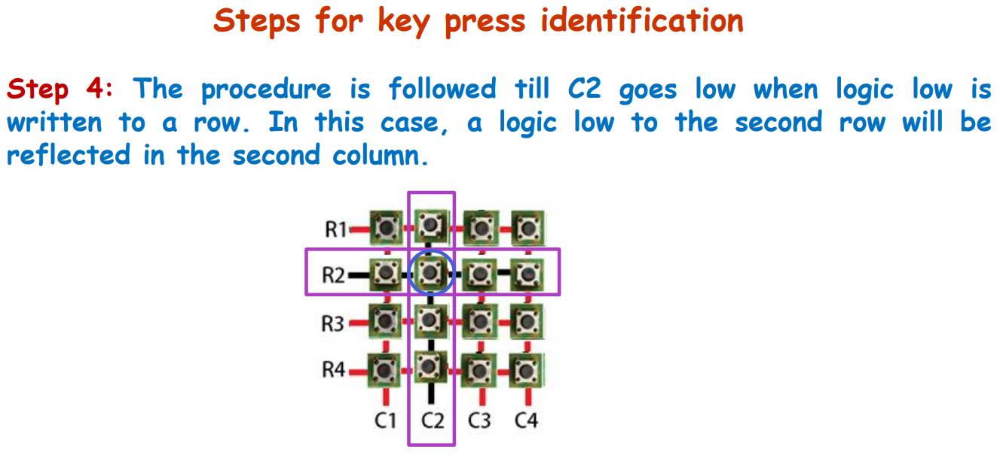 Steps for key press identification
Step 4: The procedure is followed till C2 goes low when logic low is
written to a row. In this case, a logic low to the second row will be
reflected in the second column.
R1
R2
R3
R4
C1 C2 C3 C4